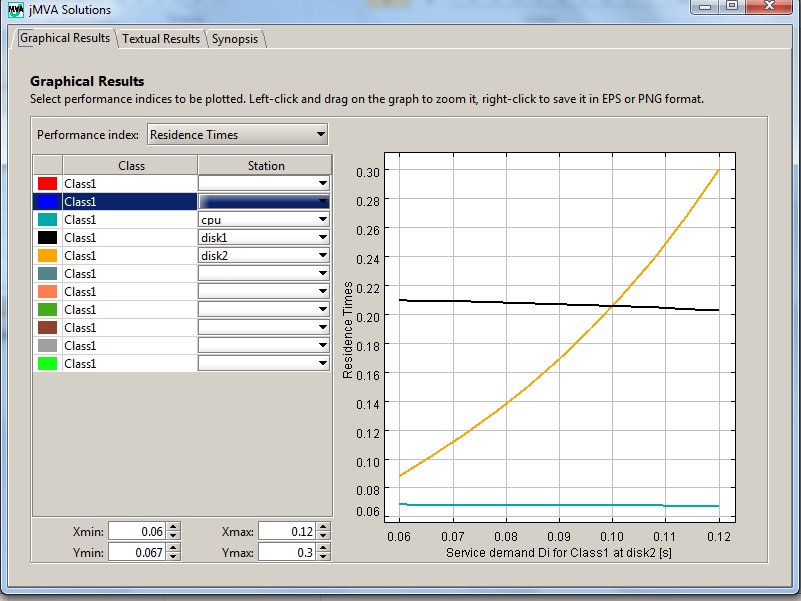 MVA jMVA Solutions
Graphical Results Textual Results Synopsis
Graphical Results
Select performance indices to be plotted. Left-click and drag on the graph to zoom it, right-click to save it in EPS or PNG format.
Performance index: Residence Times
Class Station
Class1
Class1
Class1 cpu
Class1 disk1
Class1 disk2
Class1
Class1
Class1
Class1
Class1
Class1
Xmin: 0.06 Xmax: 0.12
Ymin: 0.067 Ymax: 0.3
Residence Times
0.30
0.28
0.26
0.24
0.22
0.20
0.18
0.16
0.14
0.12
0.10
0.08
0.06
0.06 0.07 0.08 0.09 0.10 0.11 0.12
Service demand Di for Class1 at disk2 [s]